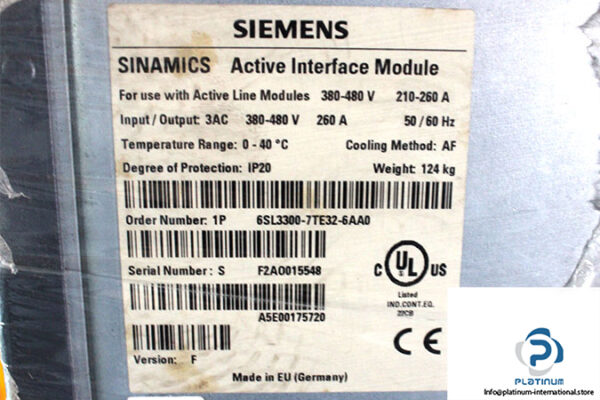 SIEMENS
SINAMICS Active Interface Module
For use with Active Line Modules 380-480 V 210-260 A
Input / Output: 3AC 380-480 V 260 A 50 / 60 Hz
Temperature Range: 0 - 40 °C Cooling Method: AF
Degree of Protection: IP20 Weight: 124 kg
Order Number: 1P 6SL3300-7TE32-6AA0
Serial Number : S F2AO015548
C UL US
Listed
IND.CONT.EQ.
22CB
A5E00175720
Version: F
CE
Made in EU (Germany)
PLATINUM
https://platinum-international.store